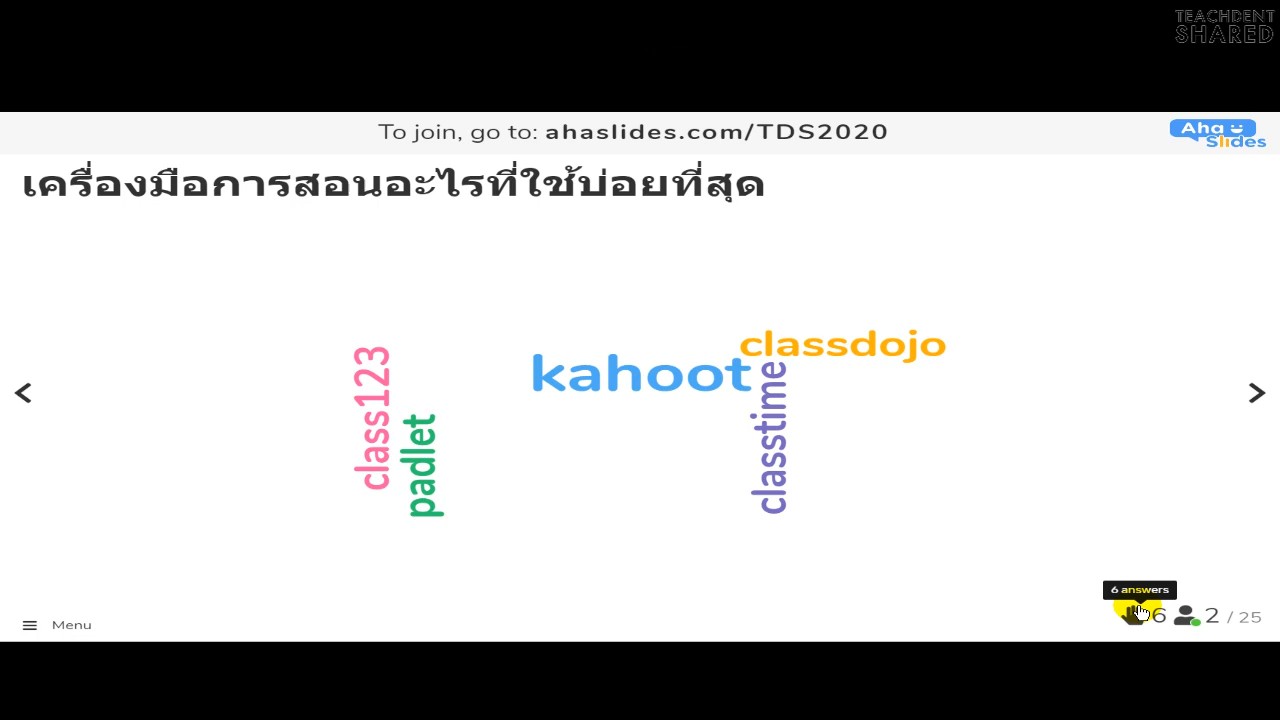 TEACHDENT
SHARED
To join, go to: ahaslides.com/TDS2020
Aha
Slides
เครื่องมือการสอนอะไรที่ใช้บ่อยที่สุด
classdojo
kahoot
class123
padlet
classtime
6 answers
6 2 / 25
Menu